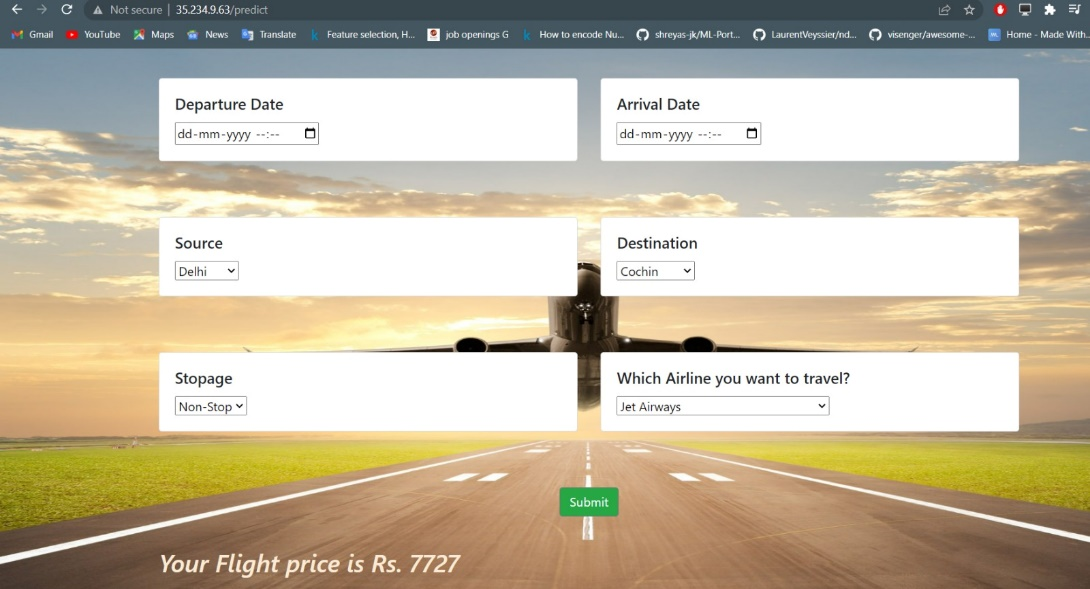 Not secure | 35.234.9.63/predict
Gmail YouTube Maps News Translate Feature selection, H... job openings G How to encode Nu... shreyas-jk/ML-Port... LaurentVeyssier/nd... visenger/awesome-... Home - Made With...
Departure Date Arrival Date
dd-mm-yyyy --:-- dd-mm-yyyy --:--
Source Destination
Delhi Cochin
Stopage Which Airline you want to travel?
Non-Stop Jet Airways
Submit
Your Flight price is Rs. 7727